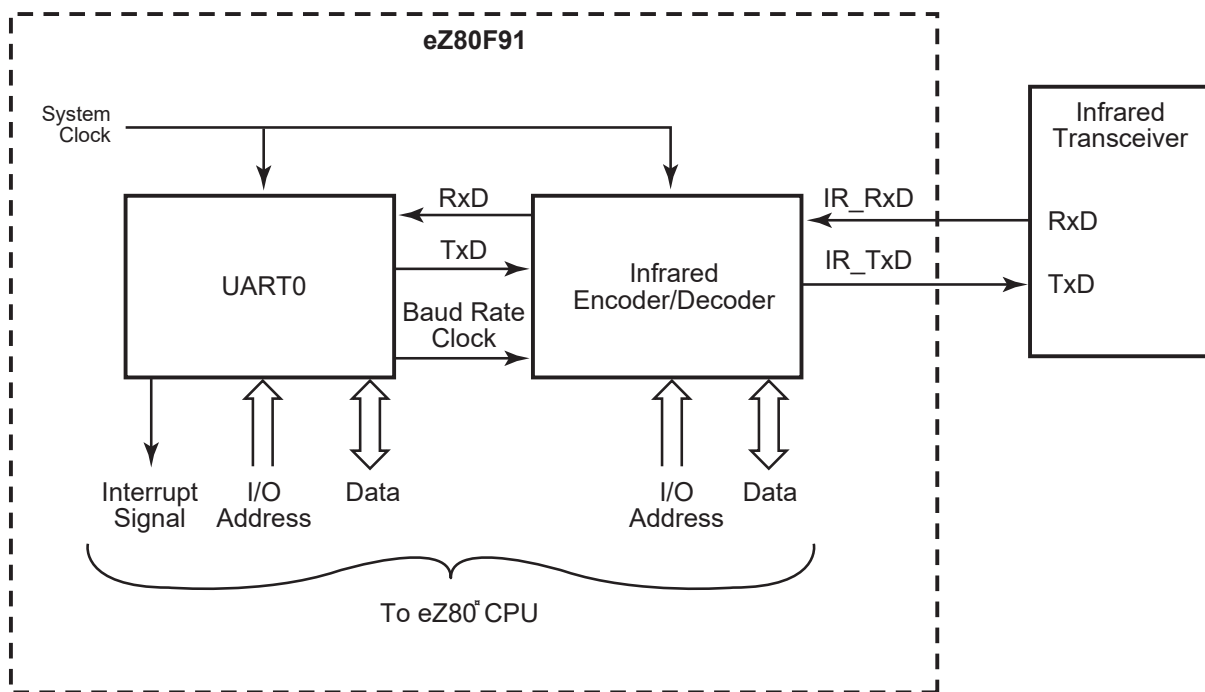 eZ80F91
System
Clock
Infrared
Transceiver
RxD
TxD
IR_RxD
IR_TxD
RxD
TxD
Baud Rate
Clock
UART0
Infrared
Encoder/Decoder
Interrupt
Signal
I/O
Address
Data
I/O
Address
Data
To eZ80 CPU